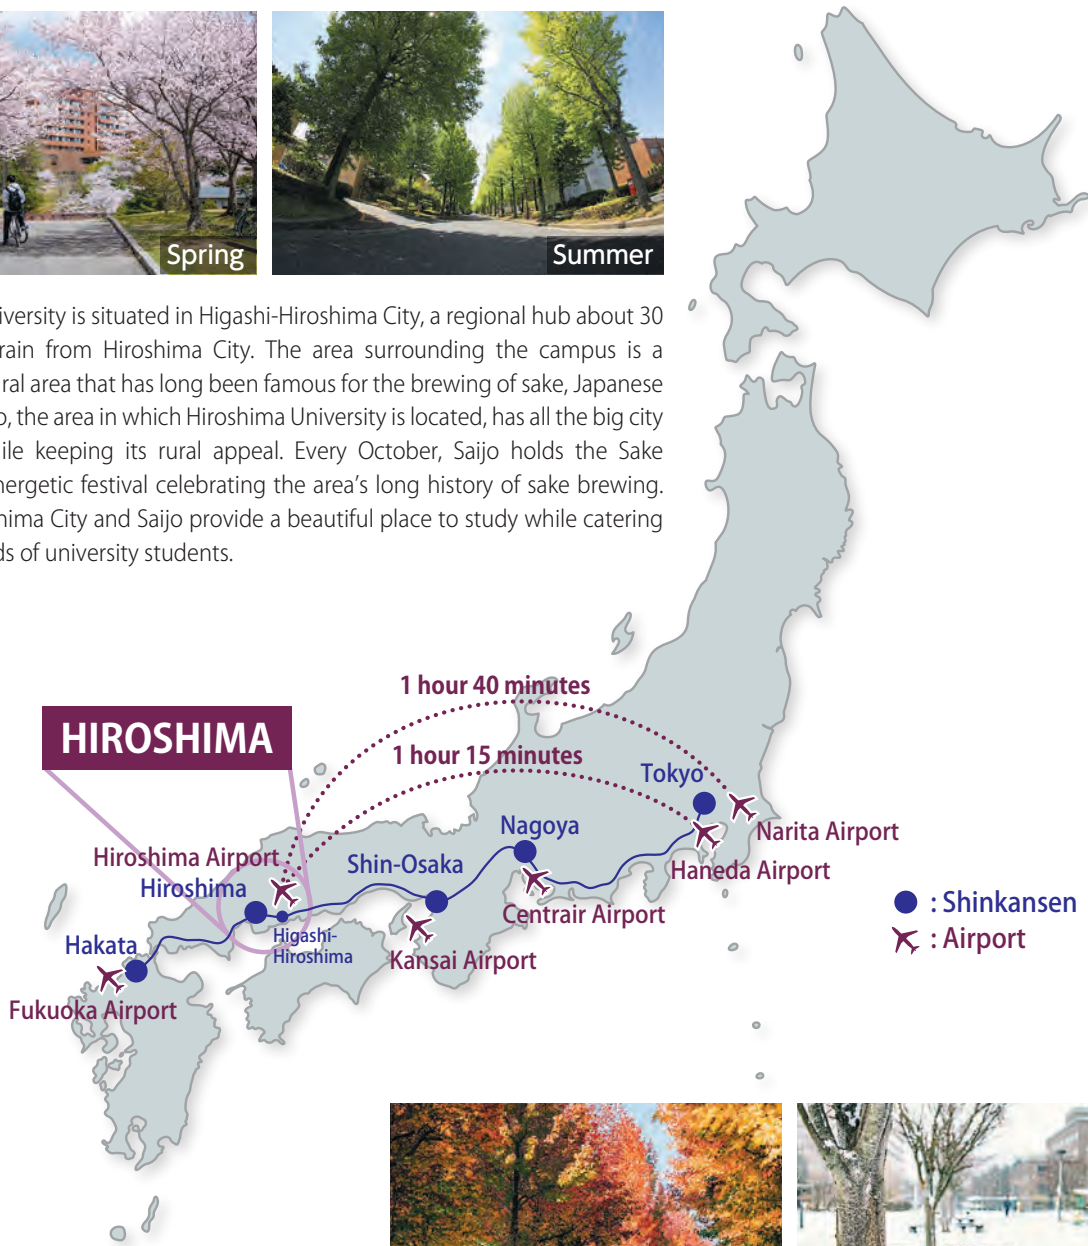 Spring
Summer
iversity is situated in Higashi-Hiroshima City, a regional hub about 30
rain from Hiroshima City. The area surrounding the campus is a
ral area that has long been famous for the brewing of sake, Japanese
o, the area in which Hiroshima University is located, has all the big city
ile keeping its rural appeal. Every October, Saijo holds the Sake
nergetic festival celebrating the area's long history of sake brewing.
hima City and Saijo provide a beautiful place to study while catering
ds of university students.
1 hour 40 minutes
HIROSHIMA
1 hour 15 minutes
Tokyo
Narita Airport
Nagoya
Haneda Airport
Hiroshima Airport
Shin-Osaka
Hiroshima
Centrair Airport
: Shinkansen
: Airport
Higashi-
Hiroshima
Hakata
Kansai Airport
Fukuoka Airport